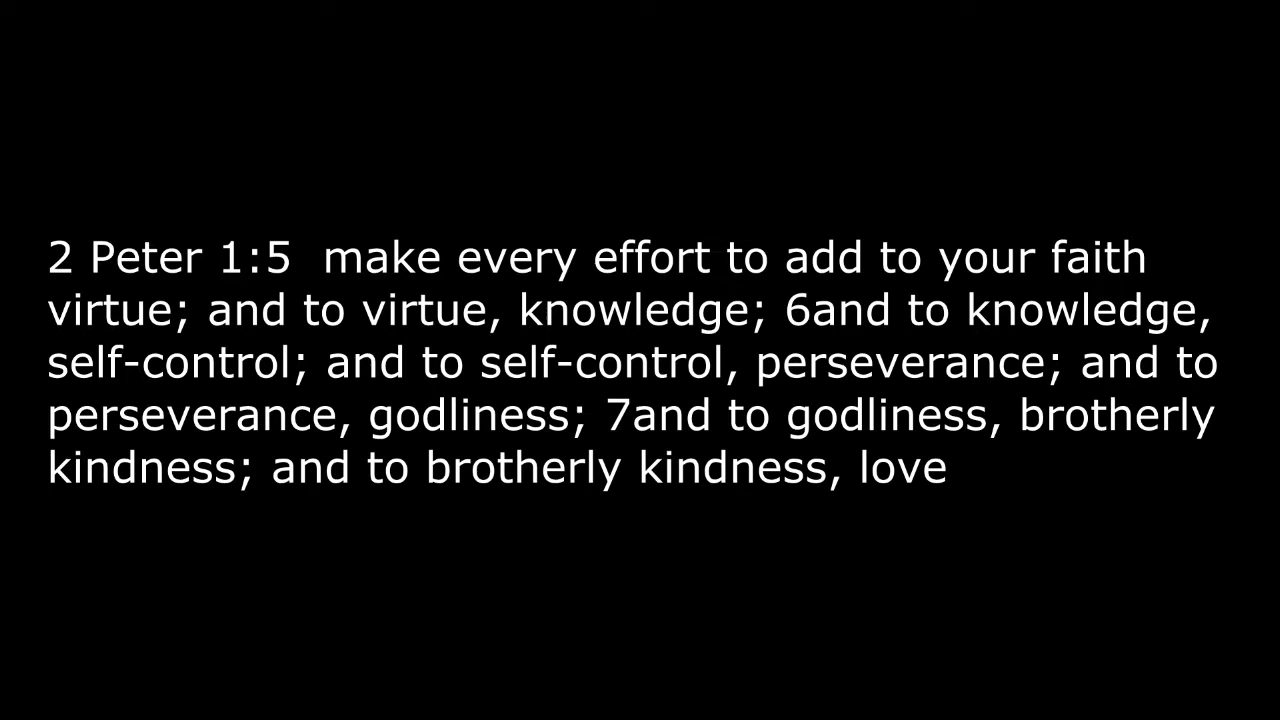 2 Peter 1:5  make every effort to add to your faith
virtue; and to virtue, knowledge; 6and to knowledge,
self-control; and to self-control, perseverance; and to
perseverance, godliness; 7and to godliness, brotherly
kindness; and to brotherly kindness, love